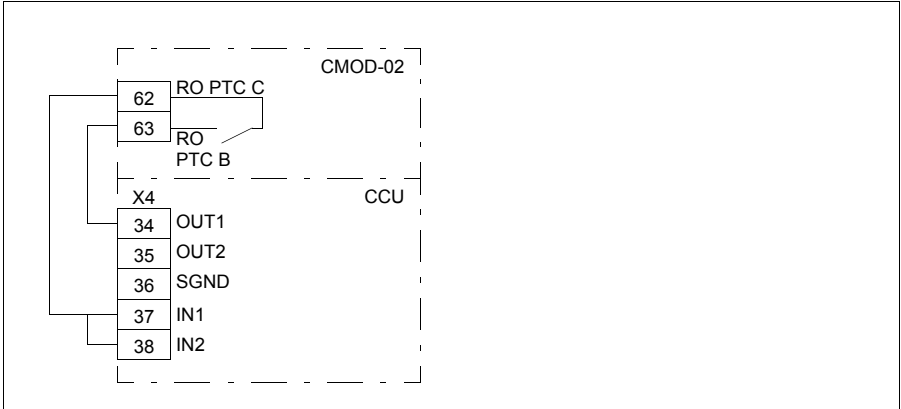 CMOD-02
62 RO PTC C
63 RO
PTC B
X4 CCU
34 OUT1
35 OUT2
36 SGND
37 IN1
38 IN2